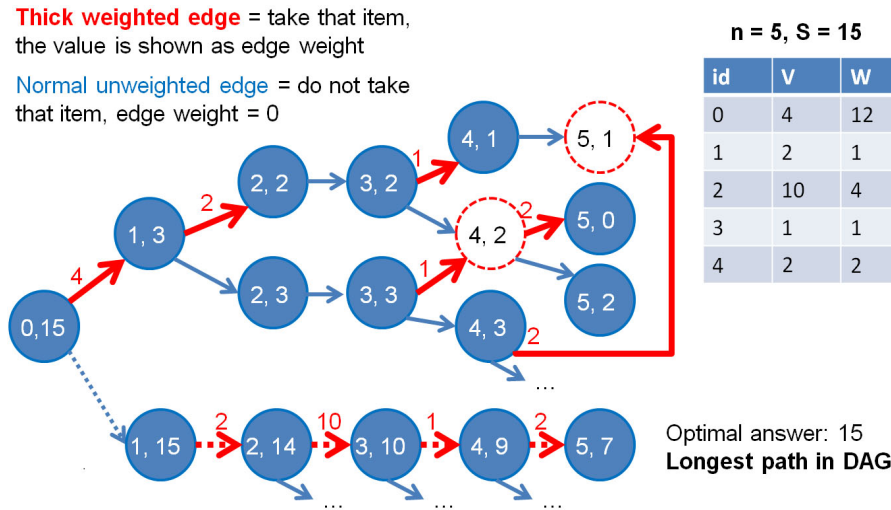 Thick weighted edge = take that item,
the value is shown as edge weight
Normal unweighted edge = do not take
that item, edge weight = 0
n = 5, S = 15
id V W
0 4 12
1 2 1
2 10 4
3 1 1
4 2 2
4, 1
5, 1
1
2, 2
3, 2
2
2
1, 3
4, 2
5, 0
4
1
2, 3
3, 3
5, 2
0,15
4, 3
2
...
2
10
1
2
1, 15
2, 14
3, 10
4, 9
5, 7
... ... ...
Optimal answer: 15
Longest path in DAG